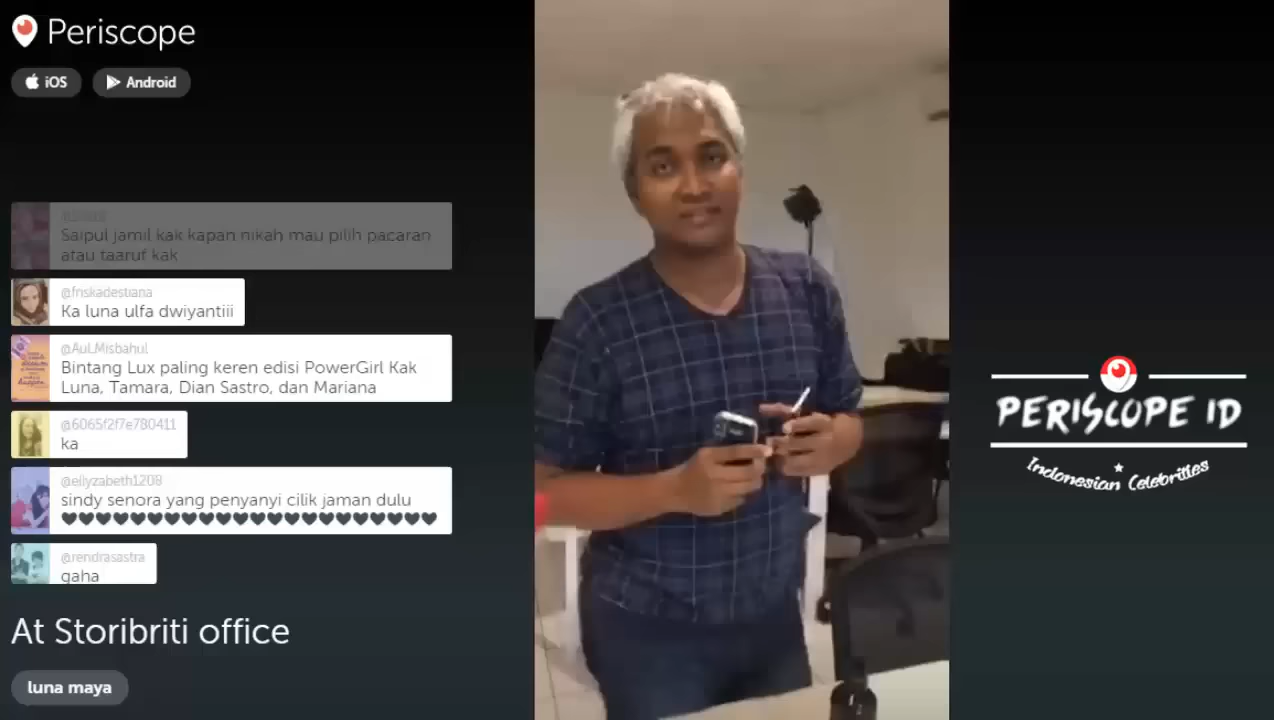 Periscope
iOS
Android
Saipul jamil kak kapan nikah mau pilih pacaran
atau taaruf kak
@friskadestiana
Ka luna ulfa dwiyantiii
@AuLMisbahul
Bintang Lux paling keren edisi PowerGirl Kak
Luna, Tamara, Dian Sastro, dan Mariana
@6065f2f7e780411
ka
@ellyzabeth1208
sindy senora yang penyanyi cilik jaman dulu
♥♥♥♥♥♥♥♥♥♥♥♥♥♥♥♥♥♥♥♥♥♥
@rendrasastra
gaha
At Storibriti office
luna maya
PERISCOPE ID
Indonesian Celebrities